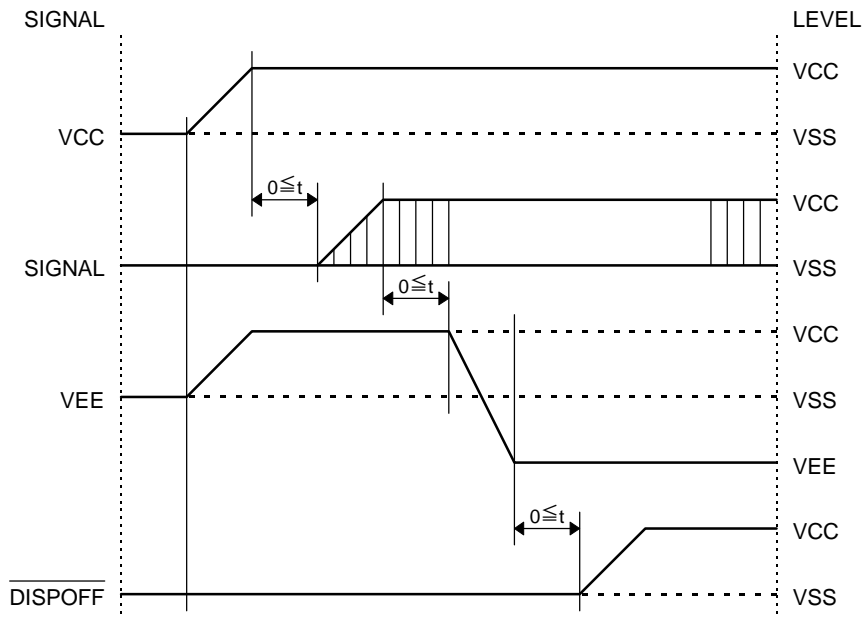 SIGNAL LEVEL
VCC
VCC VSS
0≦t VCC
SIGNAL VSS
0≦t
VCC
VEE VSS
VEE
0≦t VCC
DISPOFF VSS